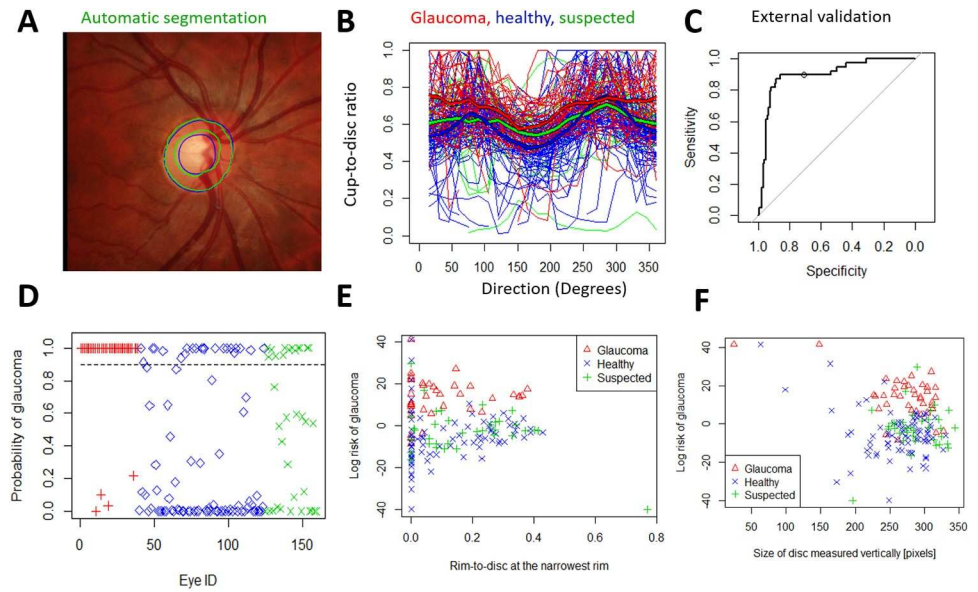 A
Automatic segmentation
B
Glaucoma, healthy, suspected
C
External validation
Cup-to-disc ratio
1.0
0.8
0.6
0.4
0.2
0.0
0 50 100 150 200 250 300 350
Direction (Degrees)
Sensitivity
1.0
0.8
0.6
0.4
0.2
0.0
1.0 0.8 0.6 0.4 0.2 0.0
Specificity
D
Probability of glaucoma
1.0
0.8
0.6
0.4
0.2
0.0
0 50 100 150
Eye ID
E
Log risk of glaucoma
40
20
0
-20
-40
Glaucoma
Healthy
Suspected
0.0 0.2 0.4 0.6 0.8
Rim-to-disc at the narrowest rim
F
Log risk of glaucoma
40
20
0
-20
-40
Glaucoma
Healthy
Suspected
50 100 150 200 250 300 350
Size of disc measured vertically [pixels]